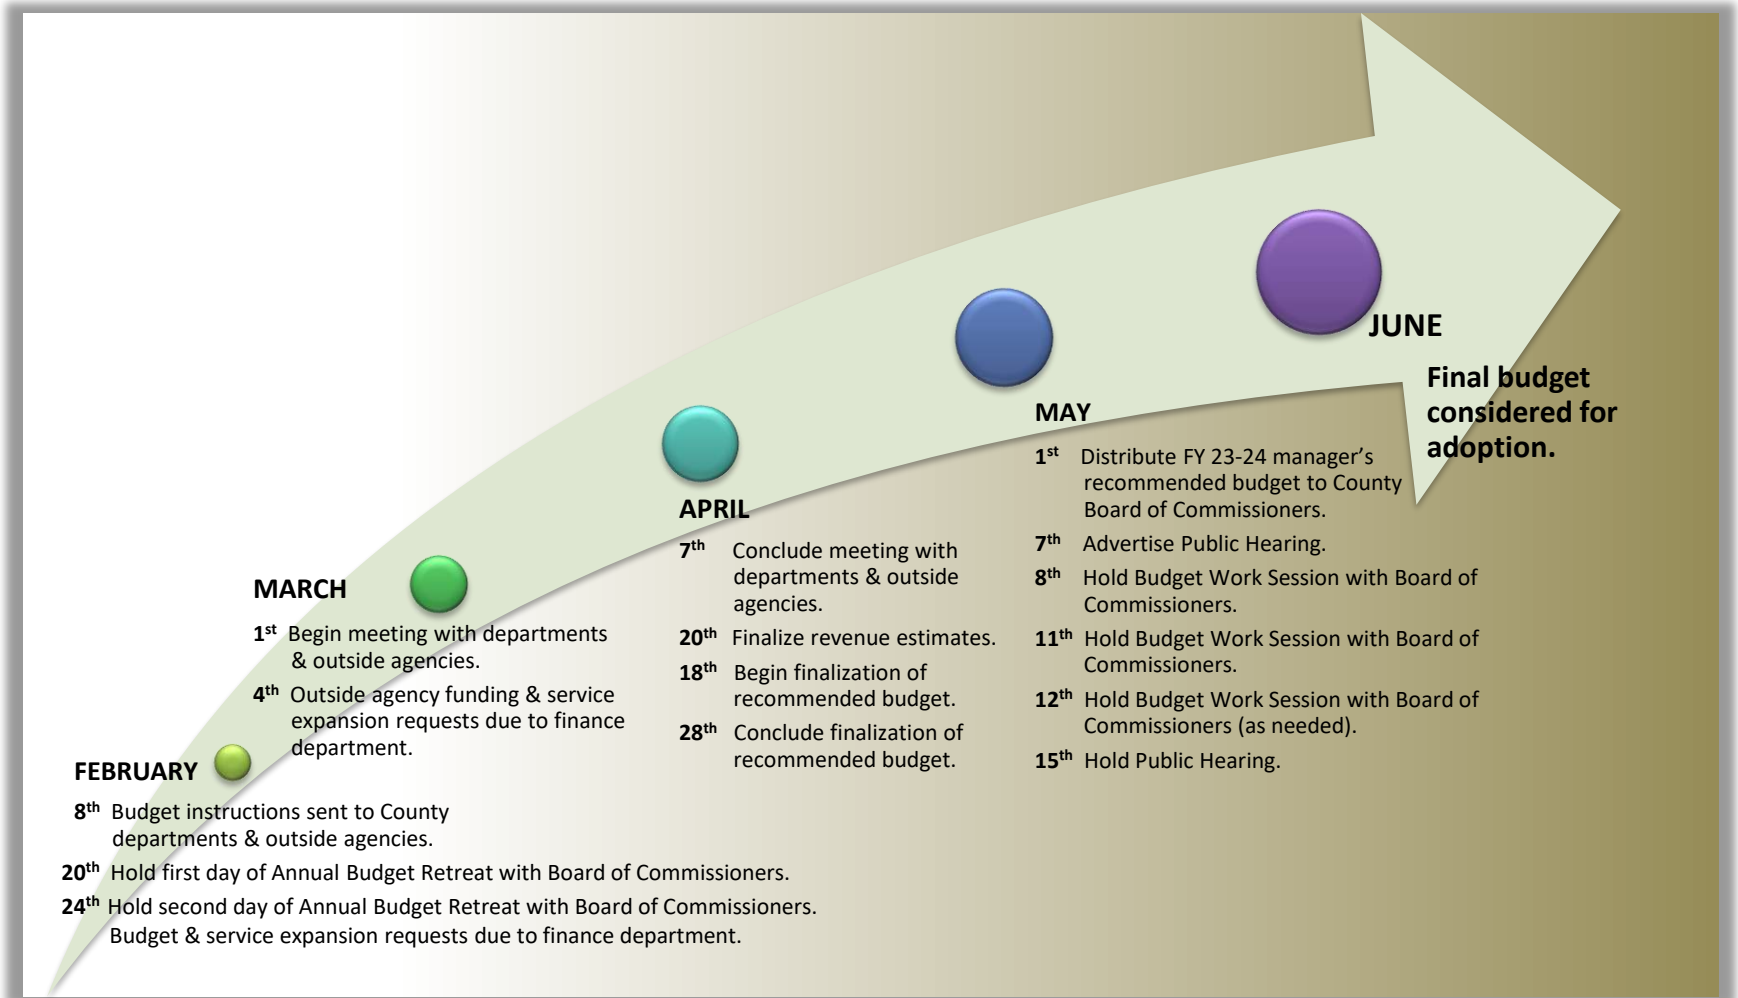 FEBRUARY
8th Budget instructions sent to County
departments & outside agencies.
20th Hold first day of Annual Budget Retreat with Board of Commissioners.
24th Hold second day of Annual Budget Retreat with Board of Commissioners.
Budget & service expansion requests due to finance department.
MARCH
1st Begin meeting with departments
& outside agencies.
4th Outside agency funding & service
expansion requests due to finance
department.
APRIL
7th Conclude meeting with
departments & outside
agencies.
20th Finalize revenue estimates.
18th Begin finalization of
recommended budget.
28th Conclude finalization of
recommended budget.
MAY
1st Distribute FY 23-24 manager’s
recommended budget to County
Board of Commissioners.
7th Advertise Public Hearing.
8th Hold Budget Work Session with Board of
Commissioners.
11th Hold Budget Work Session with Board of
Commissioners.
12th Hold Budget Work Session with Board of
Commissioners (as needed).
15th Hold Public Hearing.
JUNE
Final budget
considered for
adoption.